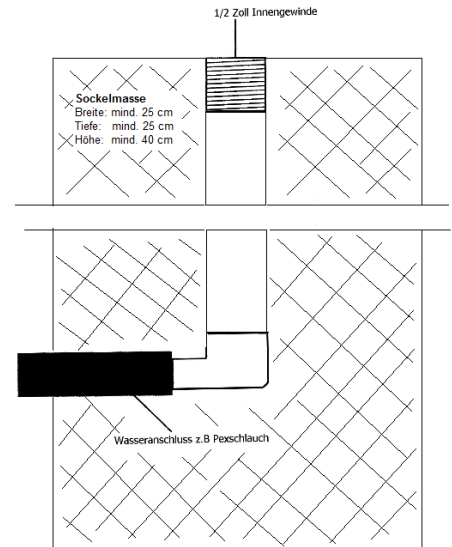 1/2 Zoll Innengewinde
Sockelmasse
Breite: mind. 25 cm
Tiefe: mind. 25 cm
Höhe: mind. 40 cm
Wasseranschluss z.B Pexschlauch